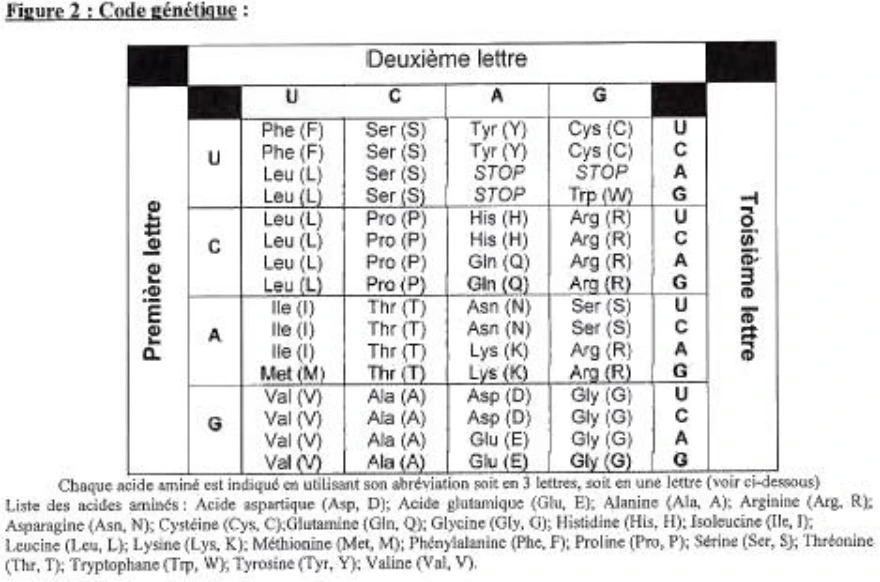 Figure 2 : Code génétique :
Deuxième lettre
U C A G
Première lettre
Troisième lettre
U
Phe (F) Ser (S) Tyr (Y) Cys (C) U
Phe (F) Ser (S) Tyr (Y) Cys (C) C
Leu (L) Ser (S) STOP STOP A
Leu (L) Ser (S) STOP Trp (W) G
C
Leu (L) Pro (P) His (H) Arg (R) U
Leu (L) Pro (P) His (H) Arg (R) C
Leu (L) Pro (P) Gln (Q) Arg (R) A
Leu (L) Pro (P) Gln (Q) Arg (R) G
A
Ile (I) Thr (T) Asn (N) Ser (S) U
Ile (I) Thr (T) Asn (N) Ser (S) C
Ile (I) Thr (T) Lys (K) Arg (R) A
Met (M) Thr (T) Lys (K) Arg (R) G
G
Val (V) Ala (A) Asp (D) Gly (G) U
Val (V) Ala (A) Asp (D) Gly (G) C
Val (V) Ala (A) Glu (E) Gly (G) A
Val (V) Ala (A) Glu (E) Gly (G) G
Chaque acide aminé est indiqué en utilisant son abréviation soit en 3 lettres, soit en une lettre (voir ci-dessous)
Liste des acides aminés : Acide aspartique (Asp, D); Acide glutamique (Glu, E); Alanine (Ala, A); Arginine (Arg, R);
Asparagine (Asn, N); Cystéine (Cys, C);Glutamine (Gln, Q); Glycine (Gly, G); Histidine (His, H); Isoleucine (Ile, I);
Leucine (Leu, L); Lysine (Lys, K); Méthionine (Met, M); Phénylalanine (Phe, F); Proline (Pro, P); Sérine (Ser, S); Thréonine
(Thr, T); Tryptophane (Trp, W); Tyrosine (Tyr, Y); Valine (Val, V).